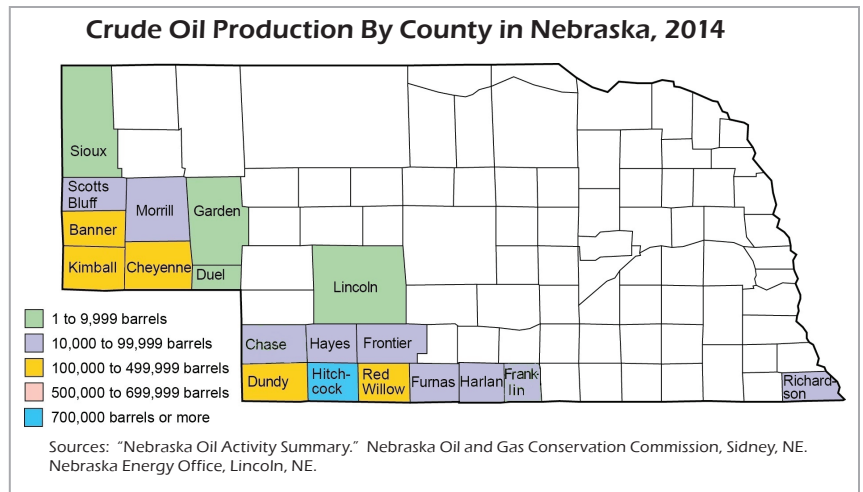 Crude Oil Production By County in Nebraska, 2014
Sioux
Scotts
Bluff
Morrill
Garden
Banner
Kimball
Cheyenne
Duel
Lincoln
1 to 9,999 barrels
10,000 to 99,999 barrels
100,000 to 499,999 barrels
500,000 to 699,999 barrels
700,000 barrels or more
Chase
Hayes
Frontier
Dundy
Hitch-
cock
Red
Willow
Furnas
Harlan
Frank-
lin
Richard-
son
Sources: "Nebraska Oil Activity Summary." Nebraska Oil and Gas Conservation Commission, Sidney, NE.
Nebraska Energy Office, Lincoln, NE.